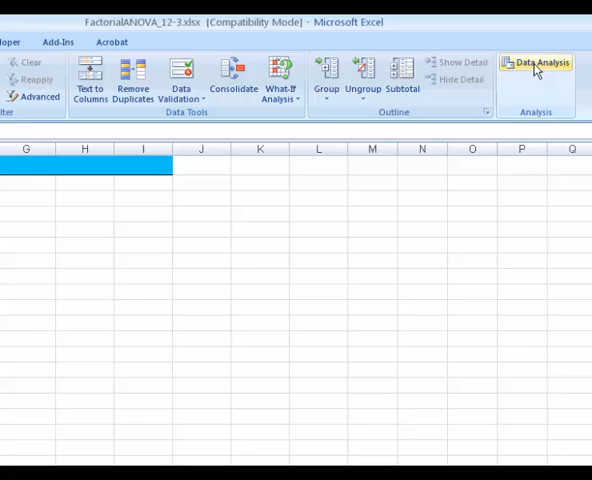 FactorialANOVA_12-3.xlsx [Compatibility Mode] - Microsoft Excel
loper Add-Ins Acrobat
Clear
Reapply
Advanced
lter
Text to Columns
Remove Duplicates
Data Validation
Consolidate
What-If Analysis
Data Tools
Group
Ungroup
Subtotal
Show Detail
Hide Detail
Outline
Data Analysis
Analysis
G H I J K L M N O P Q